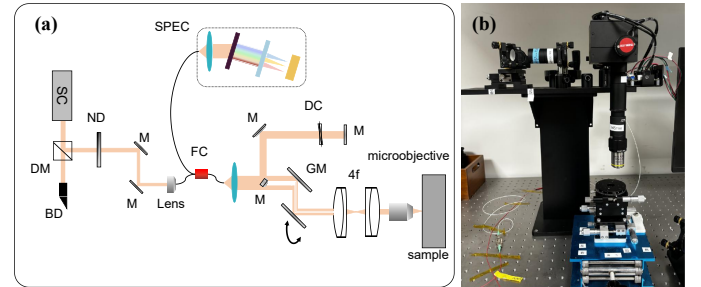 (a)
SPEC
SC
ND
M
DM
BD
M
Lens
FC
M
DC
M
GM
M
4f
microobjective
sample
(b)